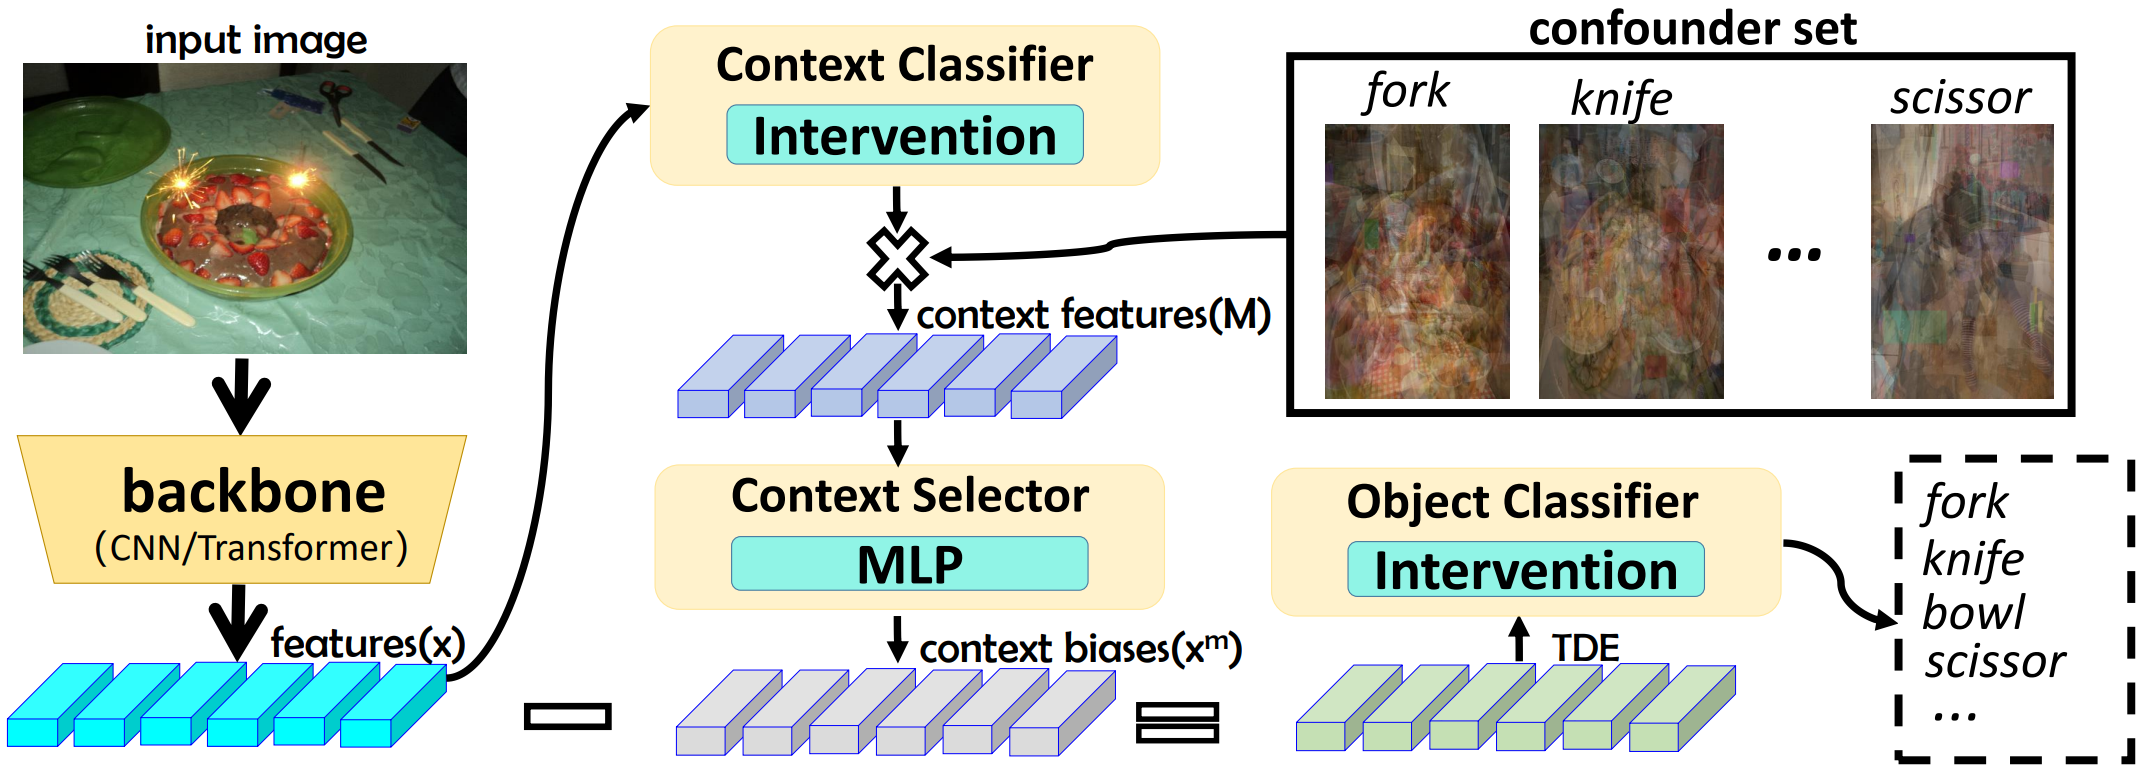 input image
backbone
(CNN/Transformer)
features(x)
Context Classifier
Intervention
context features(M)
Context Selector
MLP
context biases(xᵐ)
confounder set
fork
knife
...
scissor
Object Classifier
Intervention
TDE
fork
knife
bowl
scissor
...